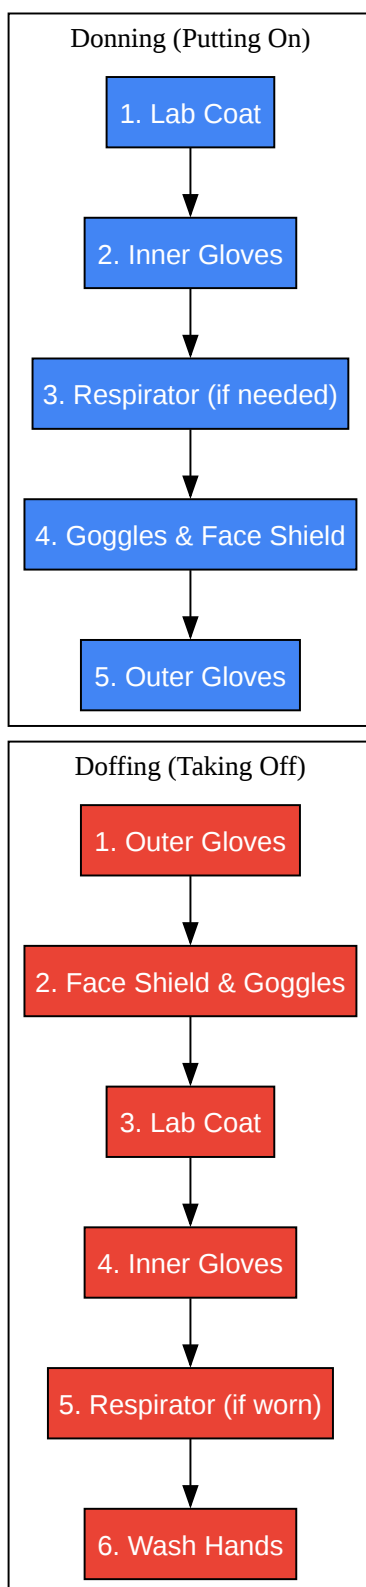 Donning (Putting On)
1. Lab Coat
2. Inner Gloves
3. Respirator (if needed)
4. Goggles & Face Shield
5. Outer Gloves
Doffing (Taking Off)
1. Outer Gloves
2. Face Shield & Goggles
3. Lab Coat
4. Inner Gloves
5. Respirator (if worn)
6. Wash Hands